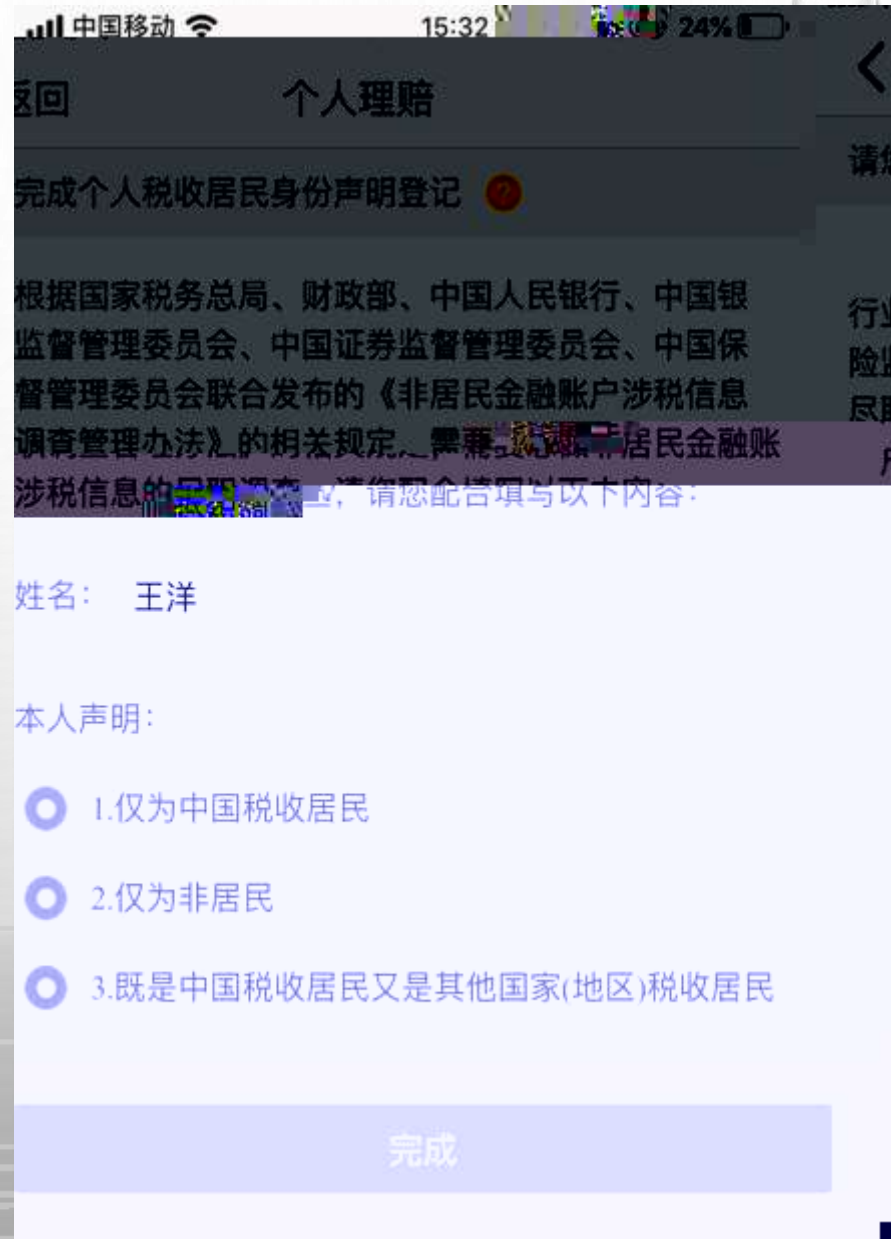 中国移动 15:32 24%
返回 个人理赔
完成个人税收居民身份声明登记 ?
请您
根据国家税务总局、财政部、中国人民银行、中国银
监督管理委员会、中国证券监督管理委员会、中国保
督管理委员会联合发布的《非居民金融账户涉税信息
调查管理办法》的相关规定、需 居民金融账
涉税信息的 请您配合填写以下内容:
行业
险监
尽职
户
姓名: 王洋
本人声明:
1.仅为中国税收居民
2.仅为非居民
3.既是中国税收居民又是其他国家(地区)税收居民
完成